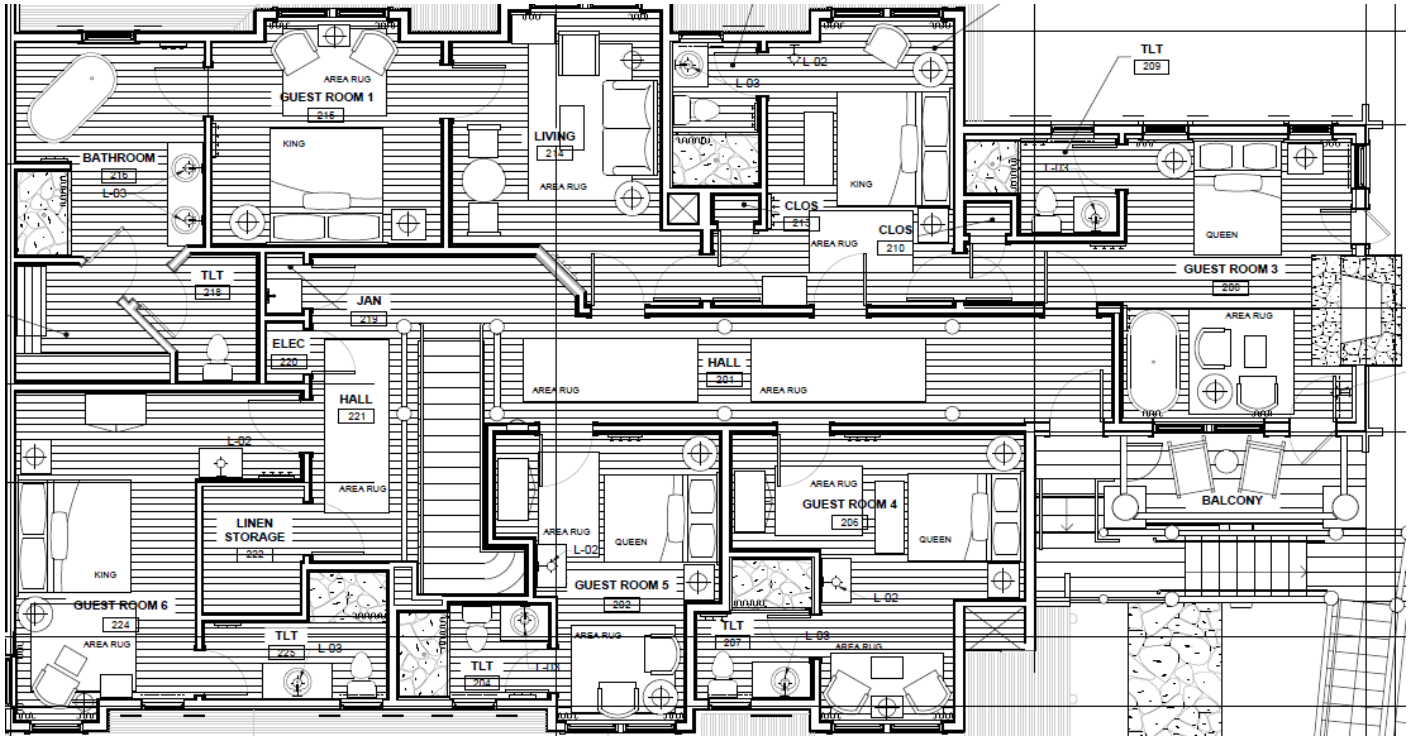 TLT
209
AREA RUG
GUEST ROOM 1
215
KING
BATHROOM
216
L-03
LIVING
214
AREA RUG
L-03
L-02
KING
CLOS
213
CLOS
210
AREA RUG
L-03
QUEEN
GUEST ROOM 3
AREA RUG
TLT
218
JAN
219
ELEC
220
HALL
221
AREA RUG
HALL
201
AREA RUG
AREA RUG
L-02
LINEN
STORAGE
222
KING
GUEST ROOM 6
224
AREA RUG
TLT
225
L-03
AREA RUG
QUEEN
L-02
GUEST ROOM 5
202
AREA RUG
TLT
204
L-03
AREA RUG
GUEST ROOM 4
206
QUEEN
L-02
TLT
207
L-03
AREA RUG
BALCONY